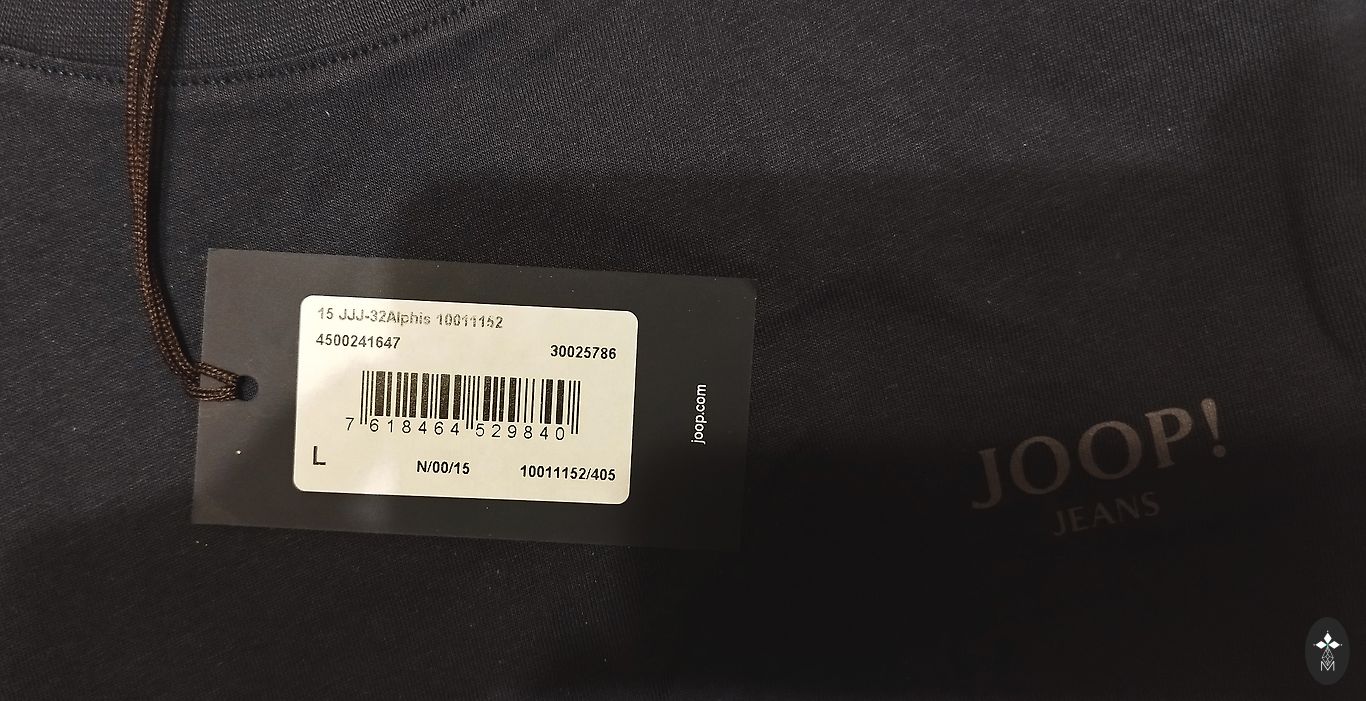 15 JJJ-32Alphis 10011152
4500241647
30025786
7 618464 529840
L
N/00/15
10011152/405
joop.com
JOOP!
JEANS
M